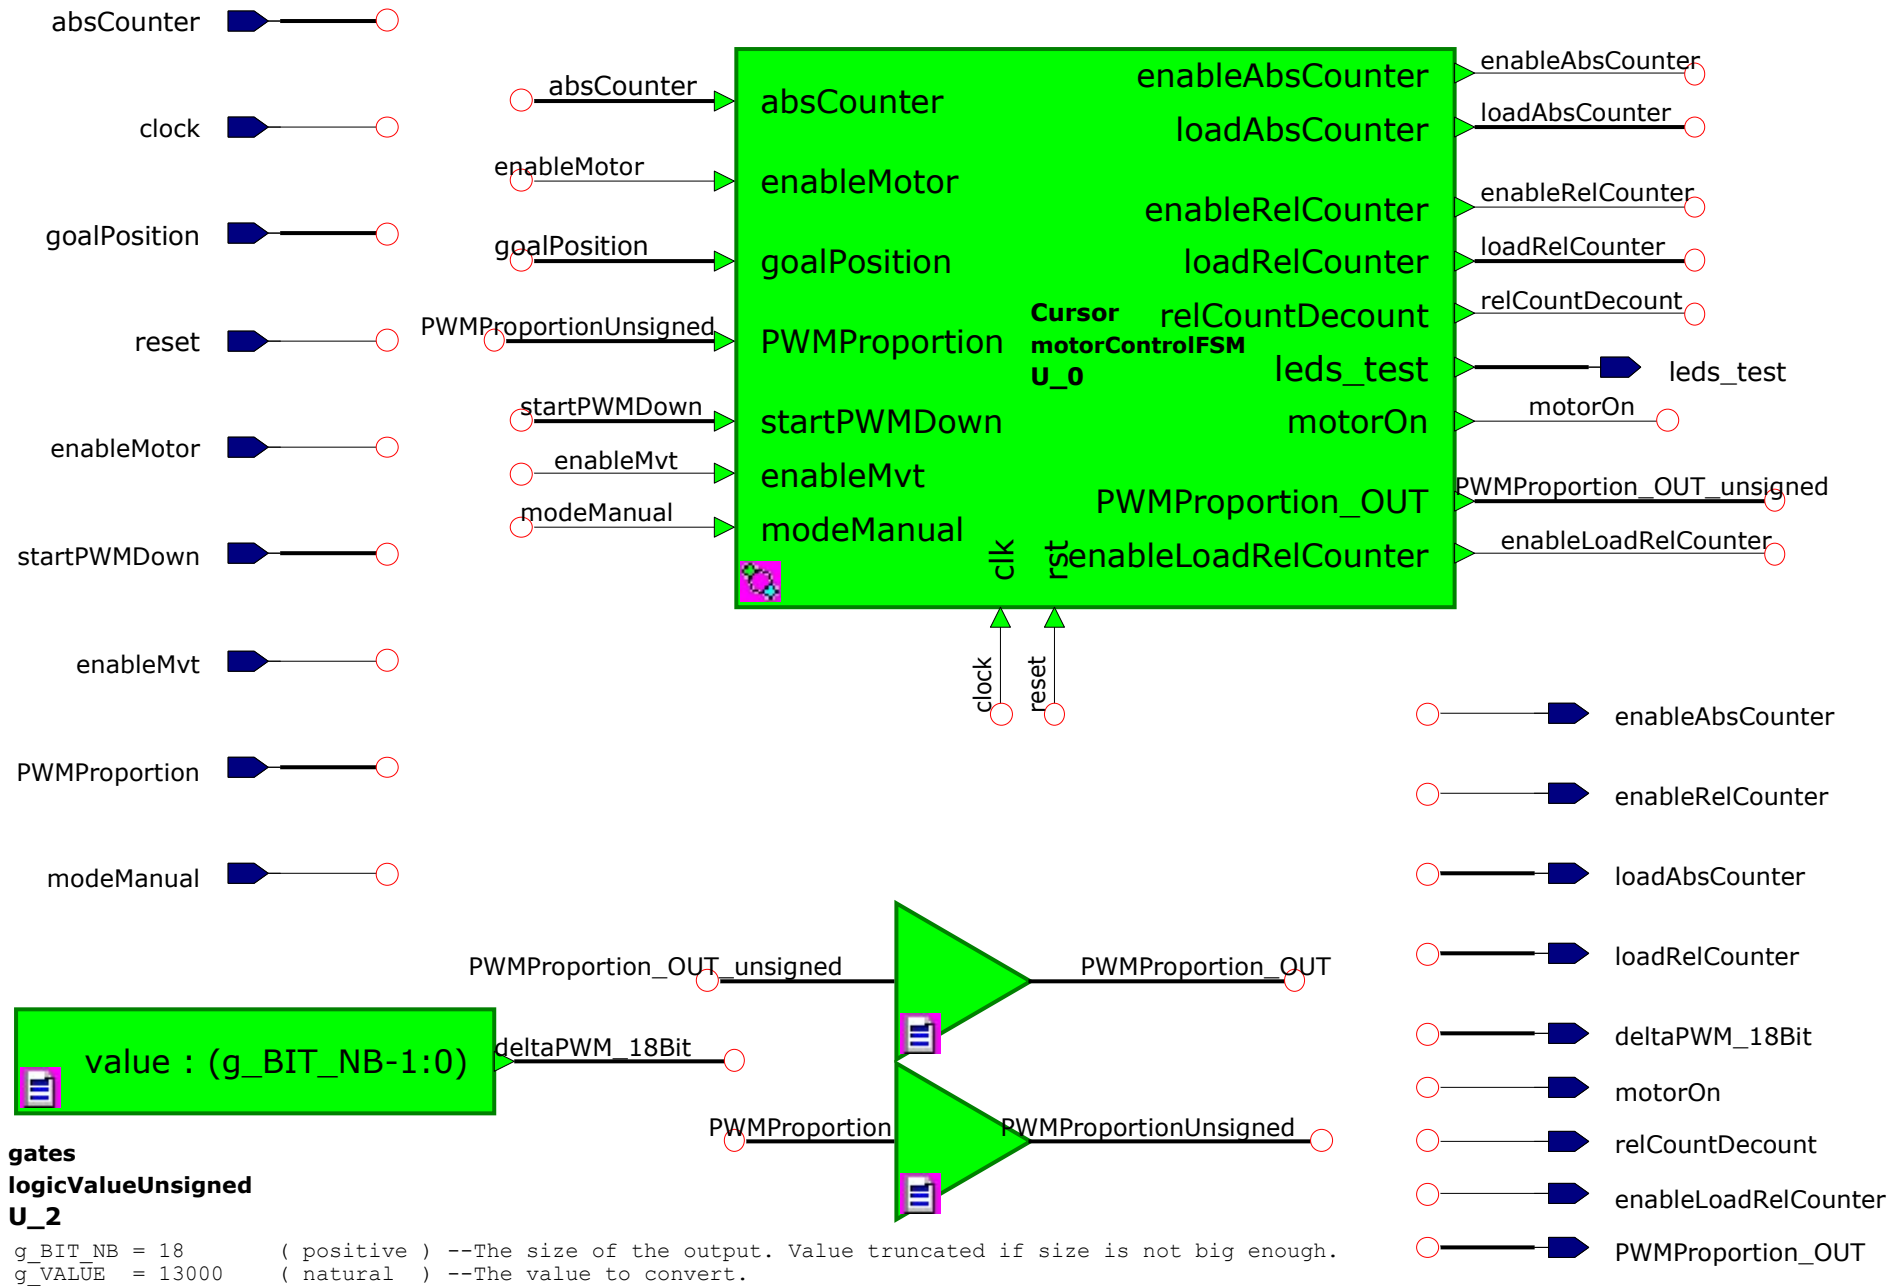 absCounter
clock
goalPosition
reset
enableMotor
startPWMDown
enableMvt
PWMProportion
modeManual
absCounter
enableMotor
goalPosition
PWMProportionUnsigned
startPWMDown
enableMvt
modeManual
absCounter
enableMotor
goalPosition
PWMProportion
startPWMDown
enableMvt
modeManual
Cursor
motorControlFSM
U_0
clk
rst
clock
reset
enableAbsCounter
loadAbsCounter
enableRelCounter
loadRelCounter
relCountDecount
leds_test
motorOn
PWMProportion_OUT
enableLoadRelCounter
enableAbsCounter
loadAbsCounter
enableRelCounter
loadRelCounter
relCountDecount
leds_test
motorOn
PWMProportion_OUT_unsigned
enableLoadRelCounter
enableAbsCounter
enableRelCounter
loadAbsCounter
loadRelCounter
deltaPWM_18Bit
motorOn
relCountDecount
enableLoadRelCounter
PWMProportion_OUT
PWMProportion_OUT_unsigned
PWMProportion_OUT
value : (g_BIT_NB-1:0)
deltaPWM_18Bit
PWMProportion
PWMProportionUnsigned
gates
logicValueUnsigned
U_2
g_BIT_NB = 18 ( positive ) --The size of the output. Value truncated if size is not big enough.
g_VALUE = 13000 ( natural ) --The value to convert.